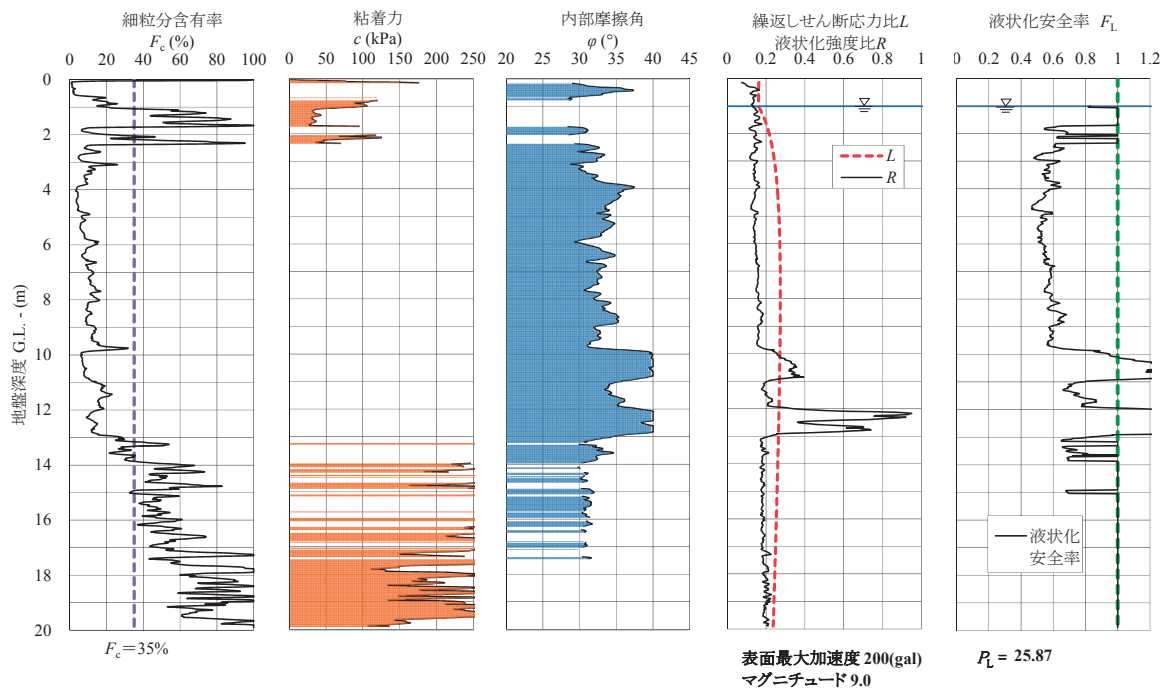 細粒分含有率
F_c (%)
0 20 40 60 80 100
粘着力
c (kPa)
0 50 100 150 200 250
内部摩擦角
φ (°)
20 25 30 35 40 45
繰返しせん断応力比L
液状化強度比R
0 0.2 0.4 0.6 0.8 1
液状化安全率 F_L
0 0.2 0.4 0.6 0.8 1 1.2
地盤深度 G.L. - (m)
0
2
4
6
8
10
12
14
16
18
20
L
R
液状化
安全率
F_c＝35%
表面最大加速度 200(gal)
マグニチュード 9.0
P_L = 25.87